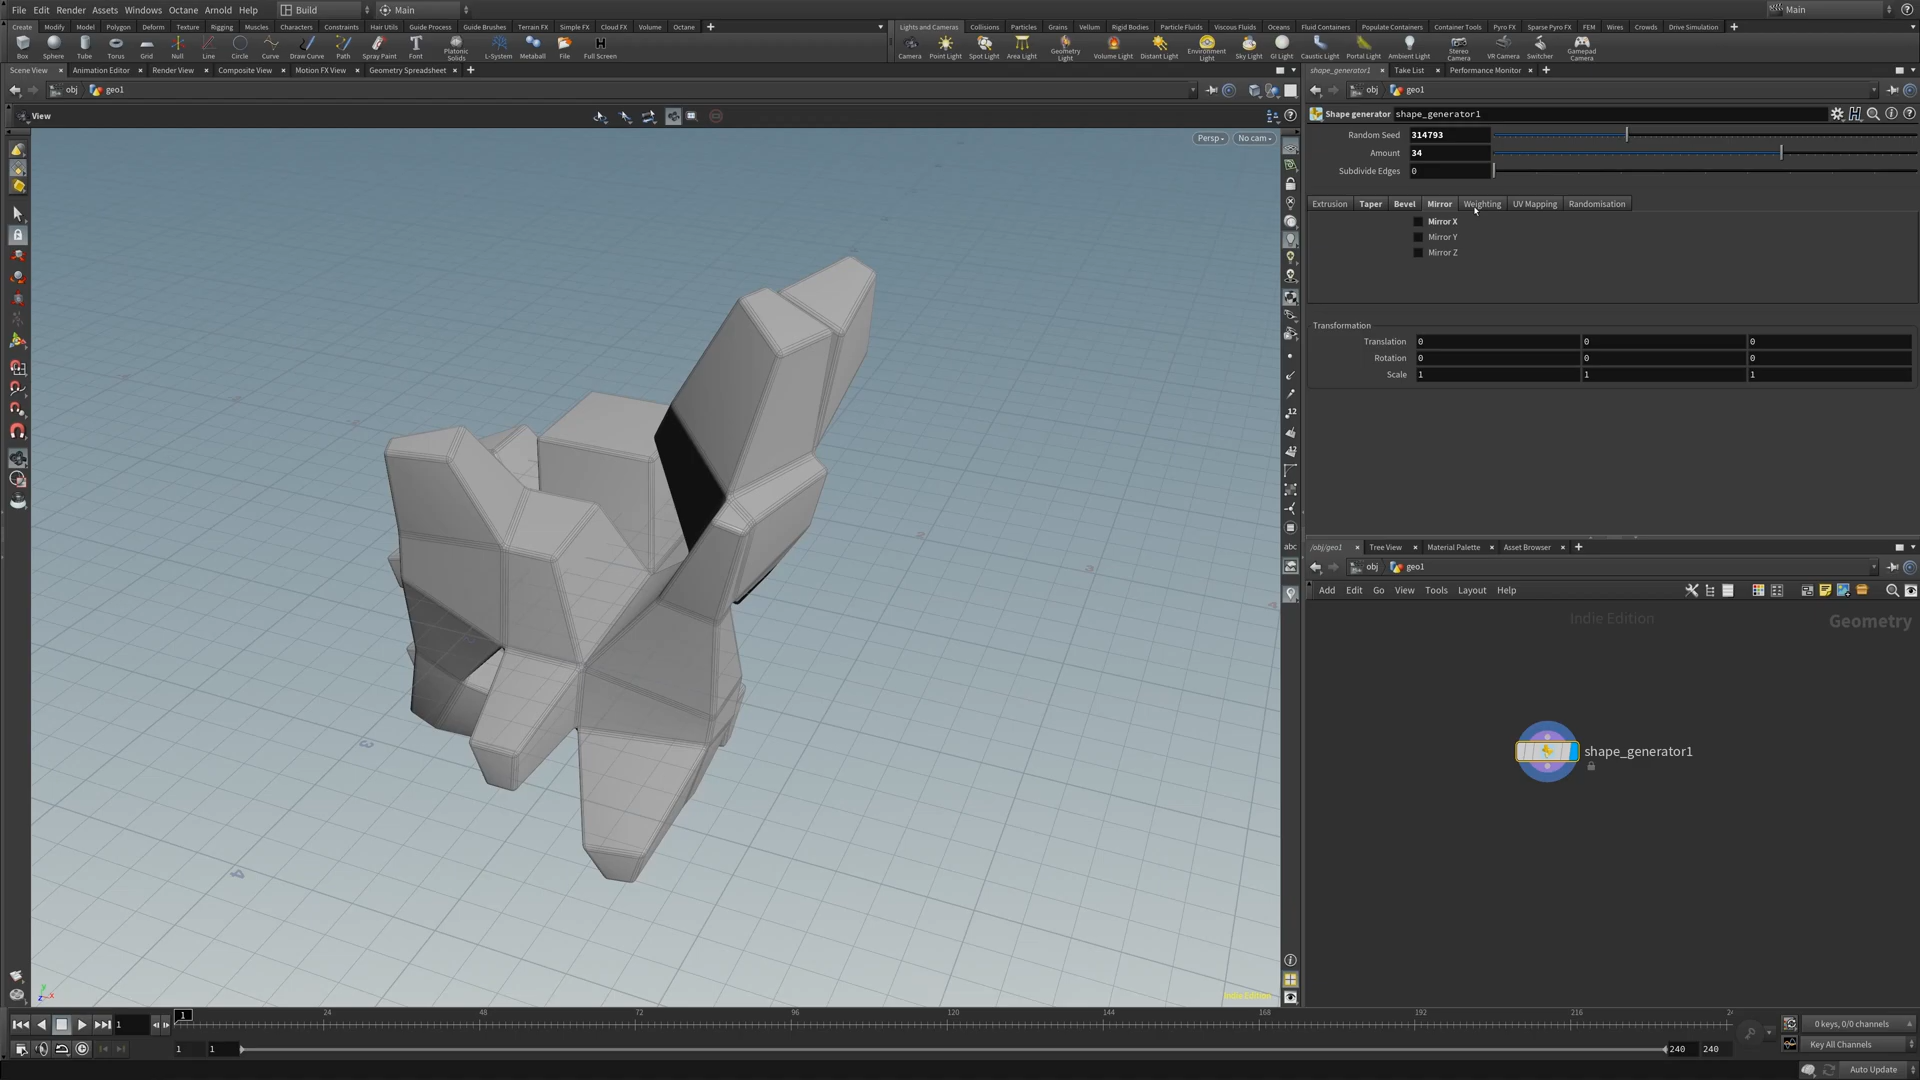 File Edit Render Assets Windows Octane Arnold Help Build Main Main
Create Modify Model Polygon Deform Texture Rigging Muscles Characters Constraints Hair Utils Guide Process Guide Brushes Terrain FX Simple FX Cloud FX Volume Octane
Lights and Cameras Collisions Particles Grains Vellum Rigid Bodies Particle Fluids Viscous Fluids Oceans Fluid Containers Populate Containers Container Tools Pyro FX Sparse Pyro FX FEM Wires Crowds Drive Simulation
Box Sphere Tube Torus Grid Null Line Circle Curve Draw Curve Path Spray Paint Font Platonic Solids L-System Metaball File Full Screen
Camera Point Light Spot Light Area Light Geometry Light Volume Light Distant Light Environment Light Sky Light GI Light Caustic Light Portal Light Ambient Light Stereo Camera VR Camera Switcher Gamepad Camera
Scene View Animation Editor Render View Composite View Motion FX View Geometry Spreadsheet
obj geo1
View
Persp No cam
shape_generator1 Take List Performance Monitor
obj geo1
Shape generator shape_generator1
Random Seed 314793
Amount 34
Subdivide Edges 0
Extrusion Taper Bevel Mirror Weighting UV Mapping Randomisation
Mirror X
Mirror Y
Mirror Z
Transformation
Translation 0 0 0
Rotation 0 0 0
Scale 1 1 1
/obj/geo1 Tree View Material Palette Asset Browser
obj geo1
Add Edit Go View Tools Layout Help
Indie Edition
Geometry
shape_generator1
Indie Edition
1 1 24 48 72 96 120 144 168 192 216
0 keys, 0/0 channels
1 1 240 240
Key All Channels
Auto Update